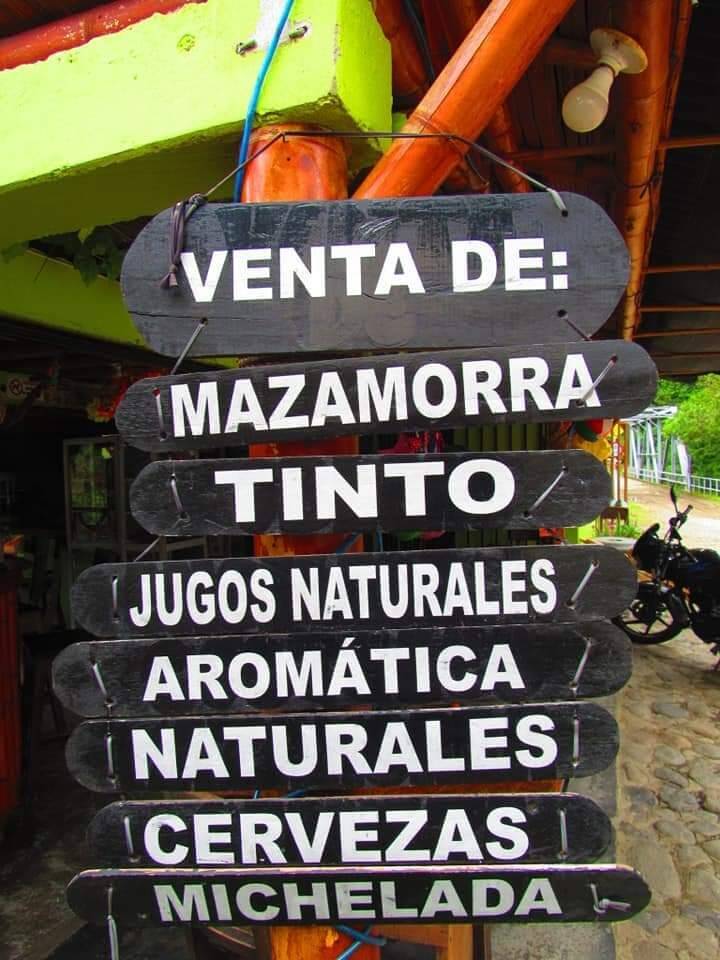 VENTA DE:
MAZAMORRA
TINTO
JUGOS NATURALES
AROMÁTICA
NATURALES
CERVEZAS
MICHELADA